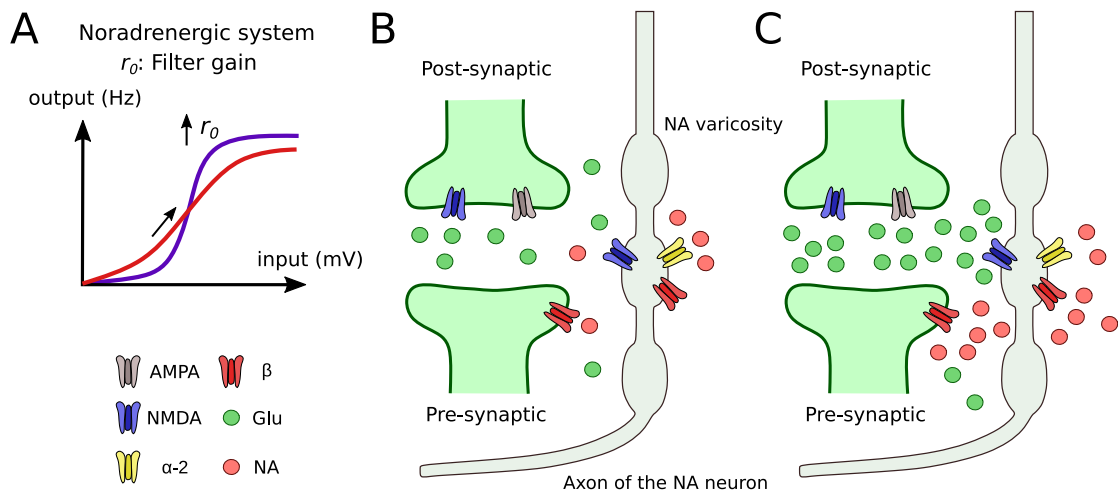 A
Noradrenergic system
r0: Filter gain
output (Hz)
r0
input (mV)
AMPA
β
NMDA
Glu
α-2
NA
B
Post-synaptic
NA varicosity
Pre-synaptic
Axon of the NA neuron
C
Post-synaptic
Pre-synaptic